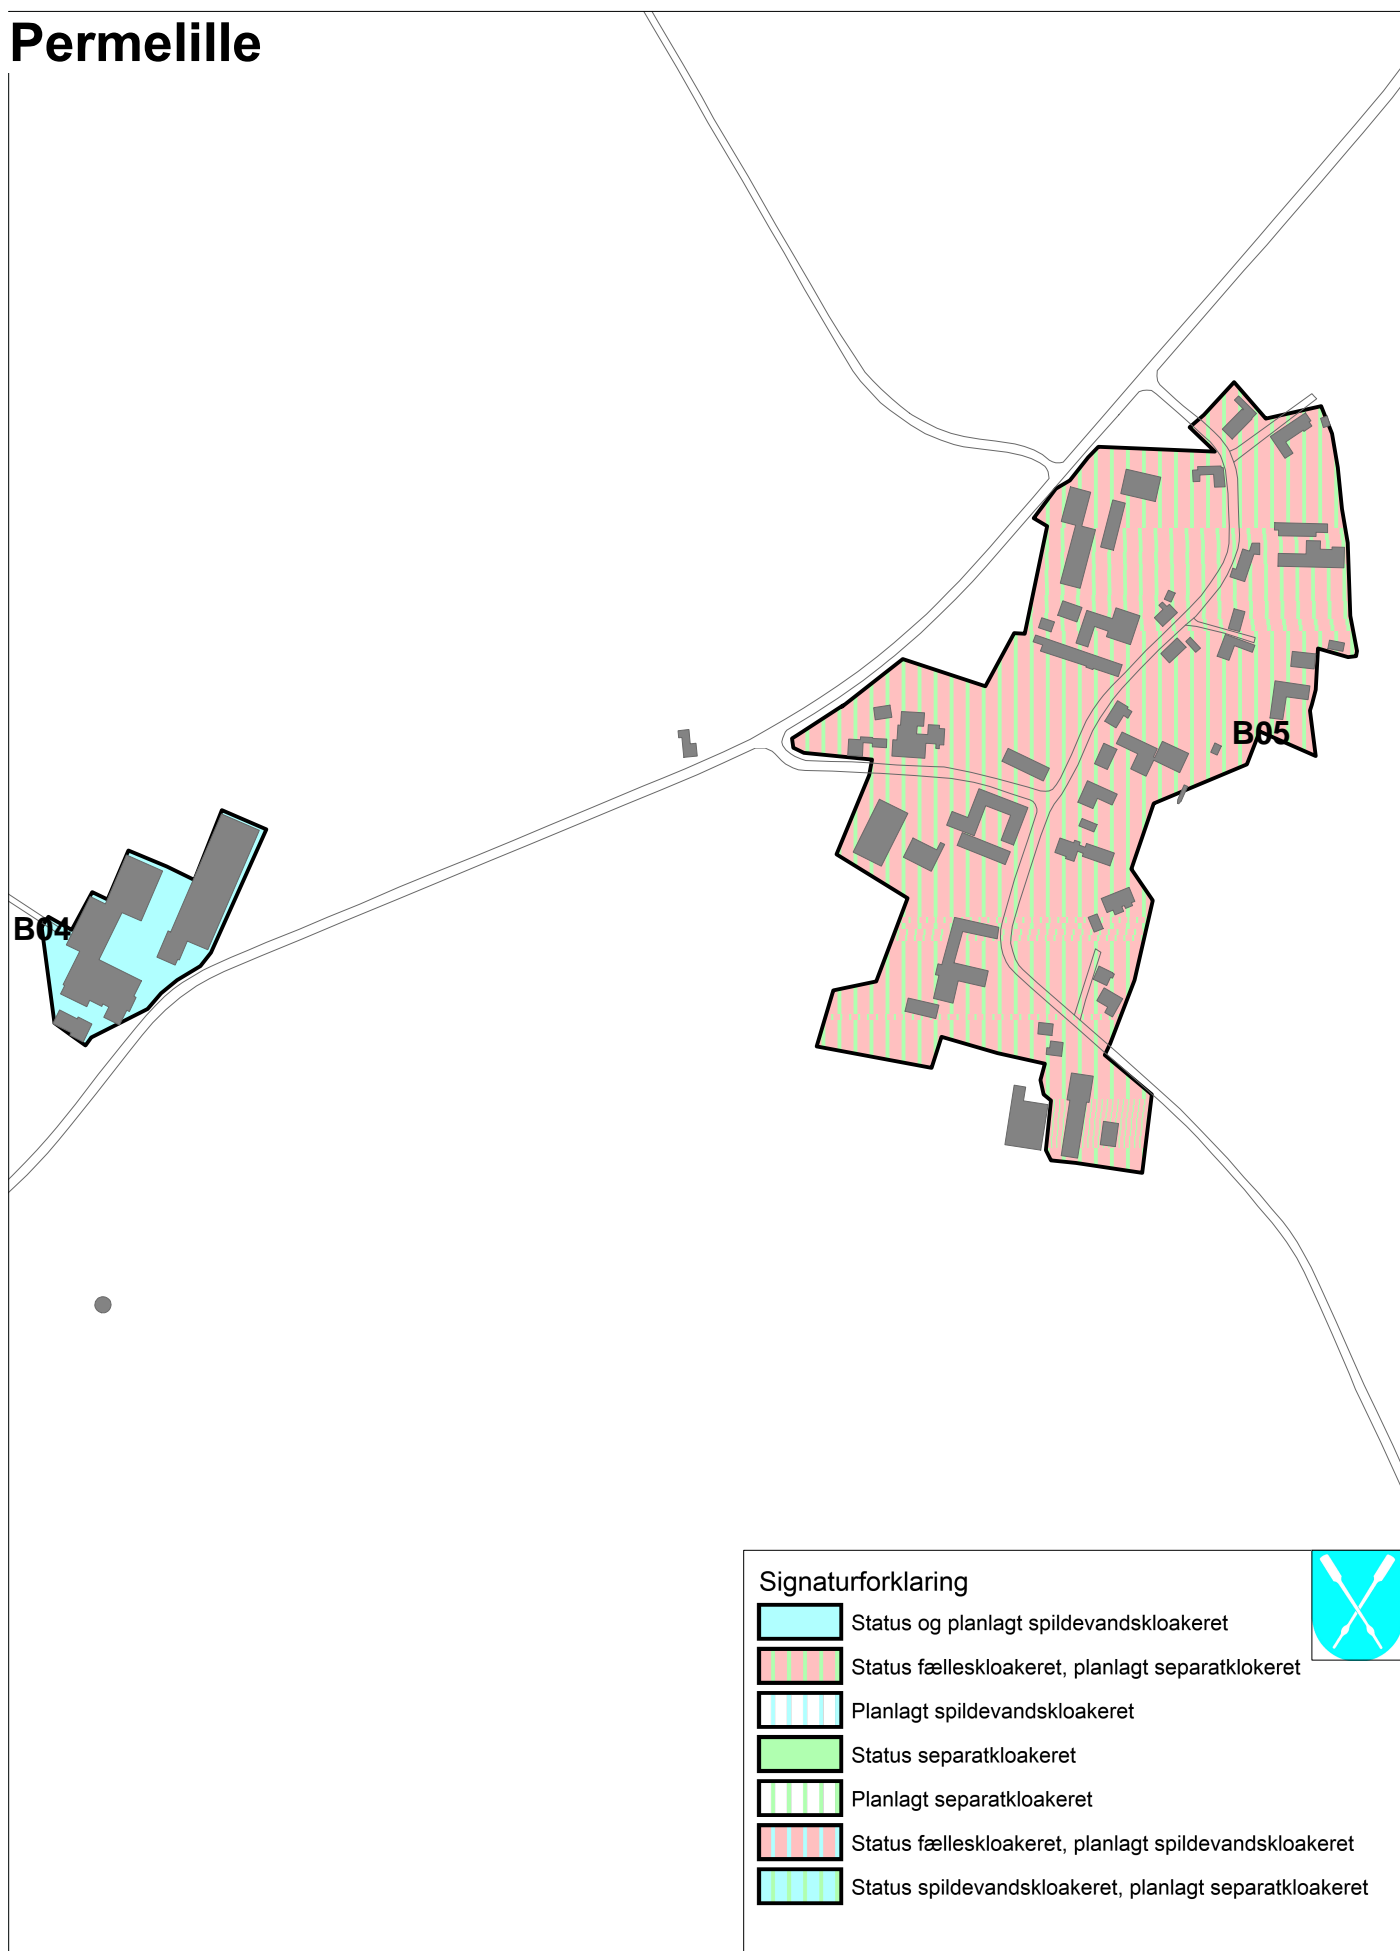 Permelille
B05
B04
Signaturforklaring
Status og planlagt spildevandskloakeret
Status fælleskloakeret, planlagt separatklokeret
Planlagt spildevandskloakeret
Status separatkloakeret
Planlagt separatkloakeret
Status fælleskloakeret, planlagt spildevandskloakeret
Status spildevandskloakeret, planlagt separatkloakeret